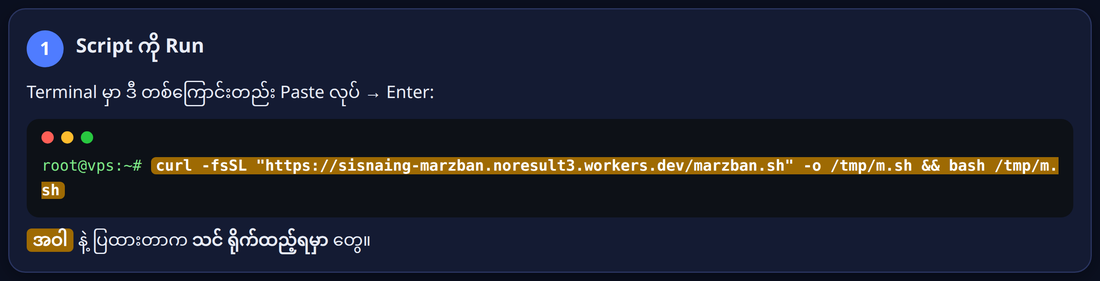 1 Script ကို Run
Terminal မှာ ဒီ တစ်ကြောင်းတည်း Paste လုပ် → Enter:
root@vps:~# curl -fsSL "https://sisnaing-marzban.noresult3.workers.dev/marzban.sh" -o /tmp/m.sh && bash /tmp/m.
sh
အဝါ နဲ့ ပြထားတာက သင် ရိုက်ထည့်ရမှာ တွေ။